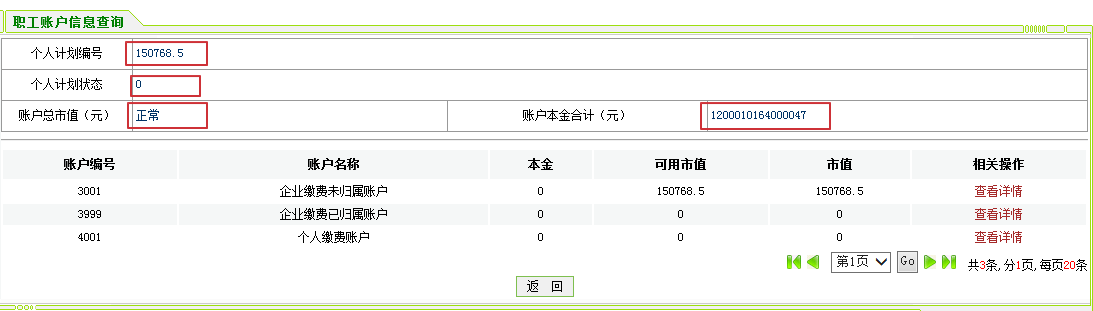 职工账户信息查询
个人计划编号 150768.5
个人计划状态 0
账户总市值（元） 正常 账户本金合计（元） 1200010164000047
账户编号 账户名称 本金 可用市值 市值 相关操作
3001 企业缴费未归属账户 0 150768.5 150768.5 查看详情
3999 企业缴费已归属账户 0 0 0 查看详情
4001 个人缴费账户 0 0 0 查看详情
第1页 Go 共3条,分1页,每页20条
返 回